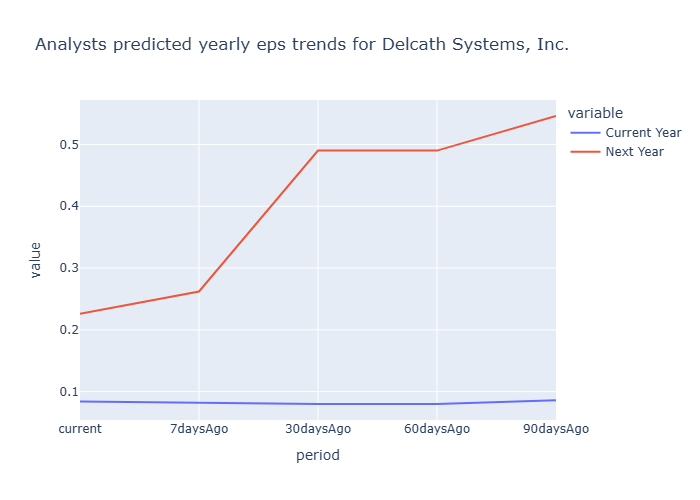 Analysts predicted yearly eps trends for Delcath Systems, Inc.
variable
Current Year
Next Year
value
0.5
0.4
0.3
0.2
0.1
current
7daysAgo
30daysAgo
60daysAgo
90daysAgo
period